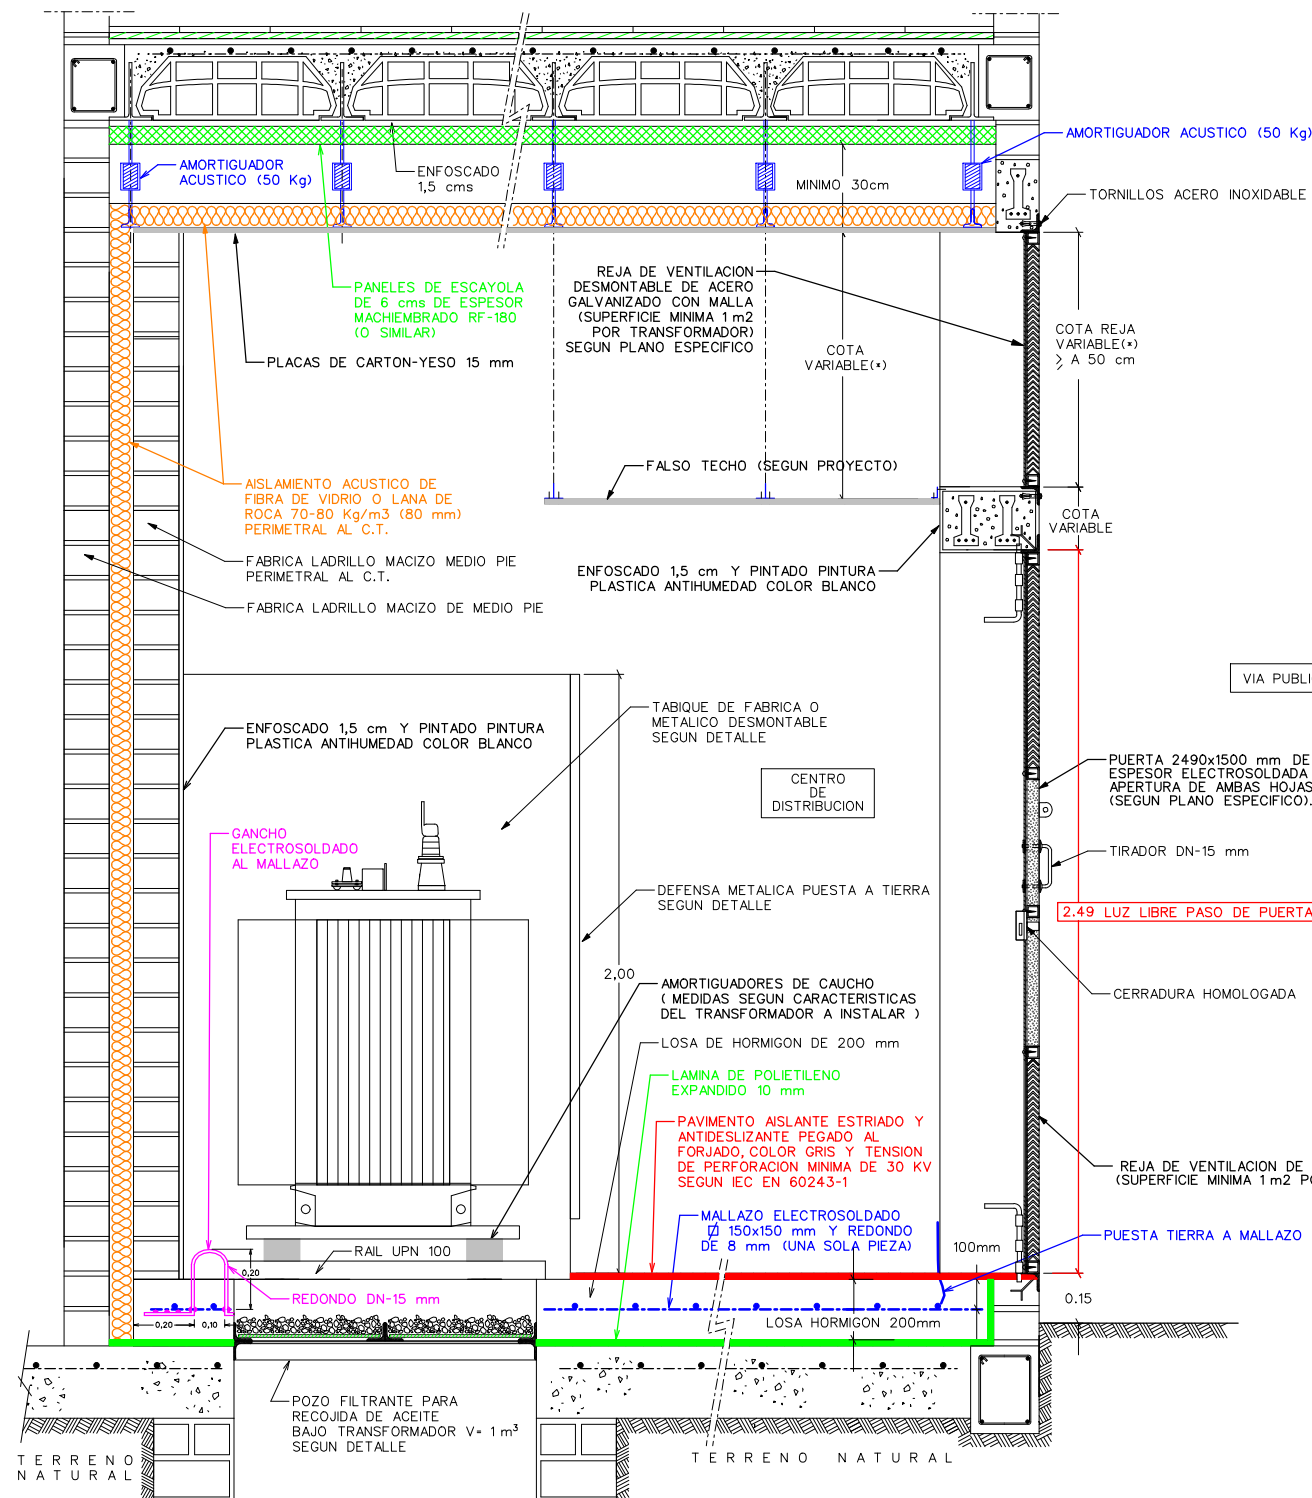 AMORTIGUADOR ACUSTICO (50 Kg)
AMORTIGUADOR
ACUSTICO (50 Kg)
ENFOSCADO
1,5 cms
MINIMO 30cm
TORNILLOS ACERO INOXIDABLE
PANELES DE ESCAYOLA
DE 6 cms DE ESPESOR
MACHIEMBRADO RF-180
(O SIMILAR)
REJA DE VENTILACION
DESMONTABLE DE ACERO
GALVANIZADO CON MALLA
(SUPERFICIE MINIMA 1 m2
POR TRANSFORMADOR)
SEGUN PLANO ESPECIFICO
COTA REJA
VARIABLE(*)
> A 50 cm
PLACAS DE CARTON-YESO 15 mm
COTA
VARIABLE(*)
FALSO TECHO (SEGUN PROYECTO)
AISLAMIENTO ACUSTICO DE
FIBRA DE VIDRIO O LANA DE
ROCA 70-80 Kg/m3 (80 mm)
PERIMETRAL AL C.T.
COTA
VARIABLE
FABRICA LADRILLO MACIZO MEDIO PIE
PERIMETRAL AL C.T.
ENFOSCADO 1,5 cm Y PINTADO PINTURA
PLASTICA ANTIHUMEDAD COLOR BLANCO
FABRICA LADRILLO MACIZO DE MEDIO PIE
VIA PUBLI
TABIQUE DE FABRICA O
METALICO DESMONTABLE
SEGUN DETALLE
ENFOSCADO 1,5 cm Y PINTADO PINTURA
PLASTICA ANTIHUMEDAD COLOR BLANCO
CENTRO
DE
DISTRIBUCION
PUERTA 2490x1500 mm DE
ESPESOR ELECTROSOLDADA
APERTURA DE AMBAS HOJAS
(SEGUN PLANO ESPECIFICO).
GANCHO
ELECTROSOLDADO
AL MALLAZO
TIRADOR DN-15 mm
DEFENSA METALICA PUESTA A TIERRA
SEGUN DETALLE
2.49 LUZ LIBRE PASO DE PUERTA
2,00
AMORTIGUADORES DE CAUCHO
( MEDIDAS SEGUN CARACTERISTICAS
DEL TRANSFORMADOR A INSTALAR )
CERRADURA HOMOLOGADA
LOSA DE HORMIGON DE 200 mm
LAMINA DE POLIETILENO
EXPANDIDO 10 mm
PAVIMENTO AISLANTE ESTRIADO Y
ANTIDESLIZANTE PEGADO AL
FORJADO, COLOR GRIS Y TENSION
DE PERFORACION MINIMA DE 30 KV
SEGUN IEC EN 60243-1
REJA DE VENTILACION DE
(SUPERFICIE MINIMA 1 m2 PO
MALLAZO ELECTROSOLDADO
150x150 mm Y REDONDO
DE 8 mm (UNA SOLA PIEZA)
PUESTA TIERRA A MALLAZO
100mm
RAIL UPN 100
0,20
REDONDO DN-15 mm
0.15
0,20
0,10
LOSA HORMIGON 200mm
POZO FILTRANTE PARA
RECOJIDA DE ACEITE
BAJO TRANSFORMADOR V= 1 m³
SEGUN DETALLE
TERRENO
NATURAL
TERRENO NATURAL